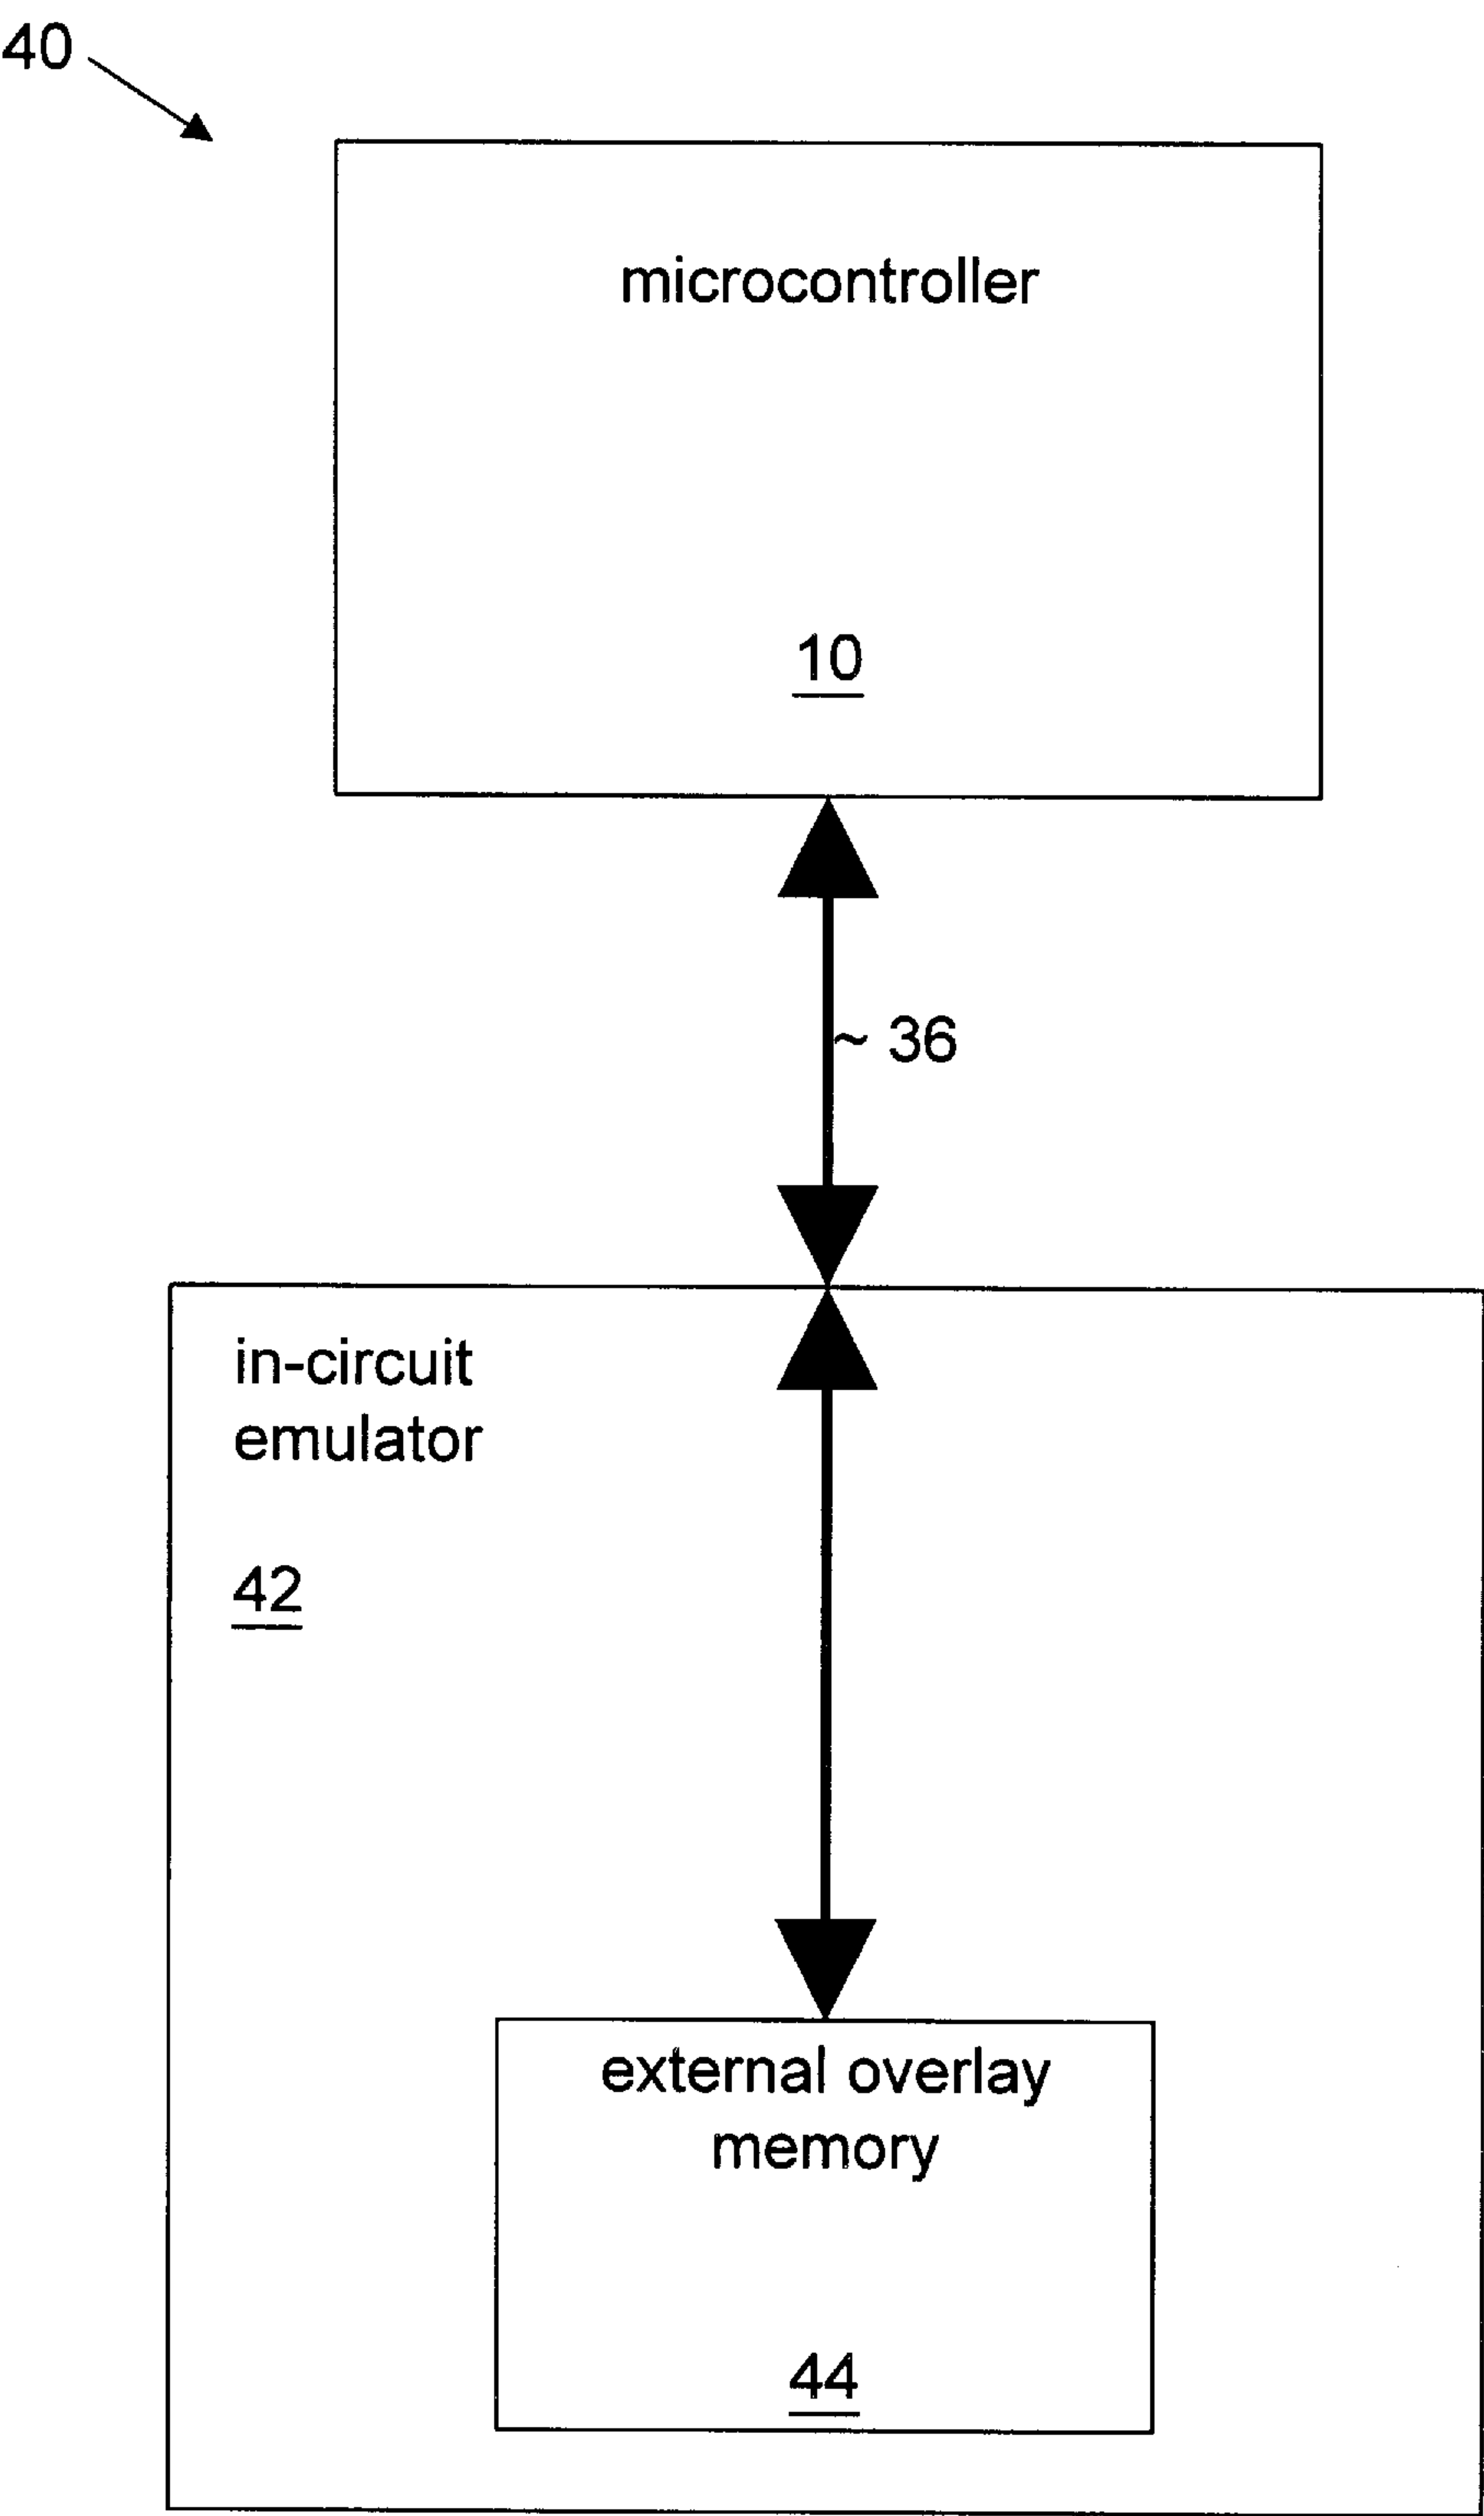 40
microcontroller
10
~ 36
in-circuit
emulator
42
external overlay
memory
44